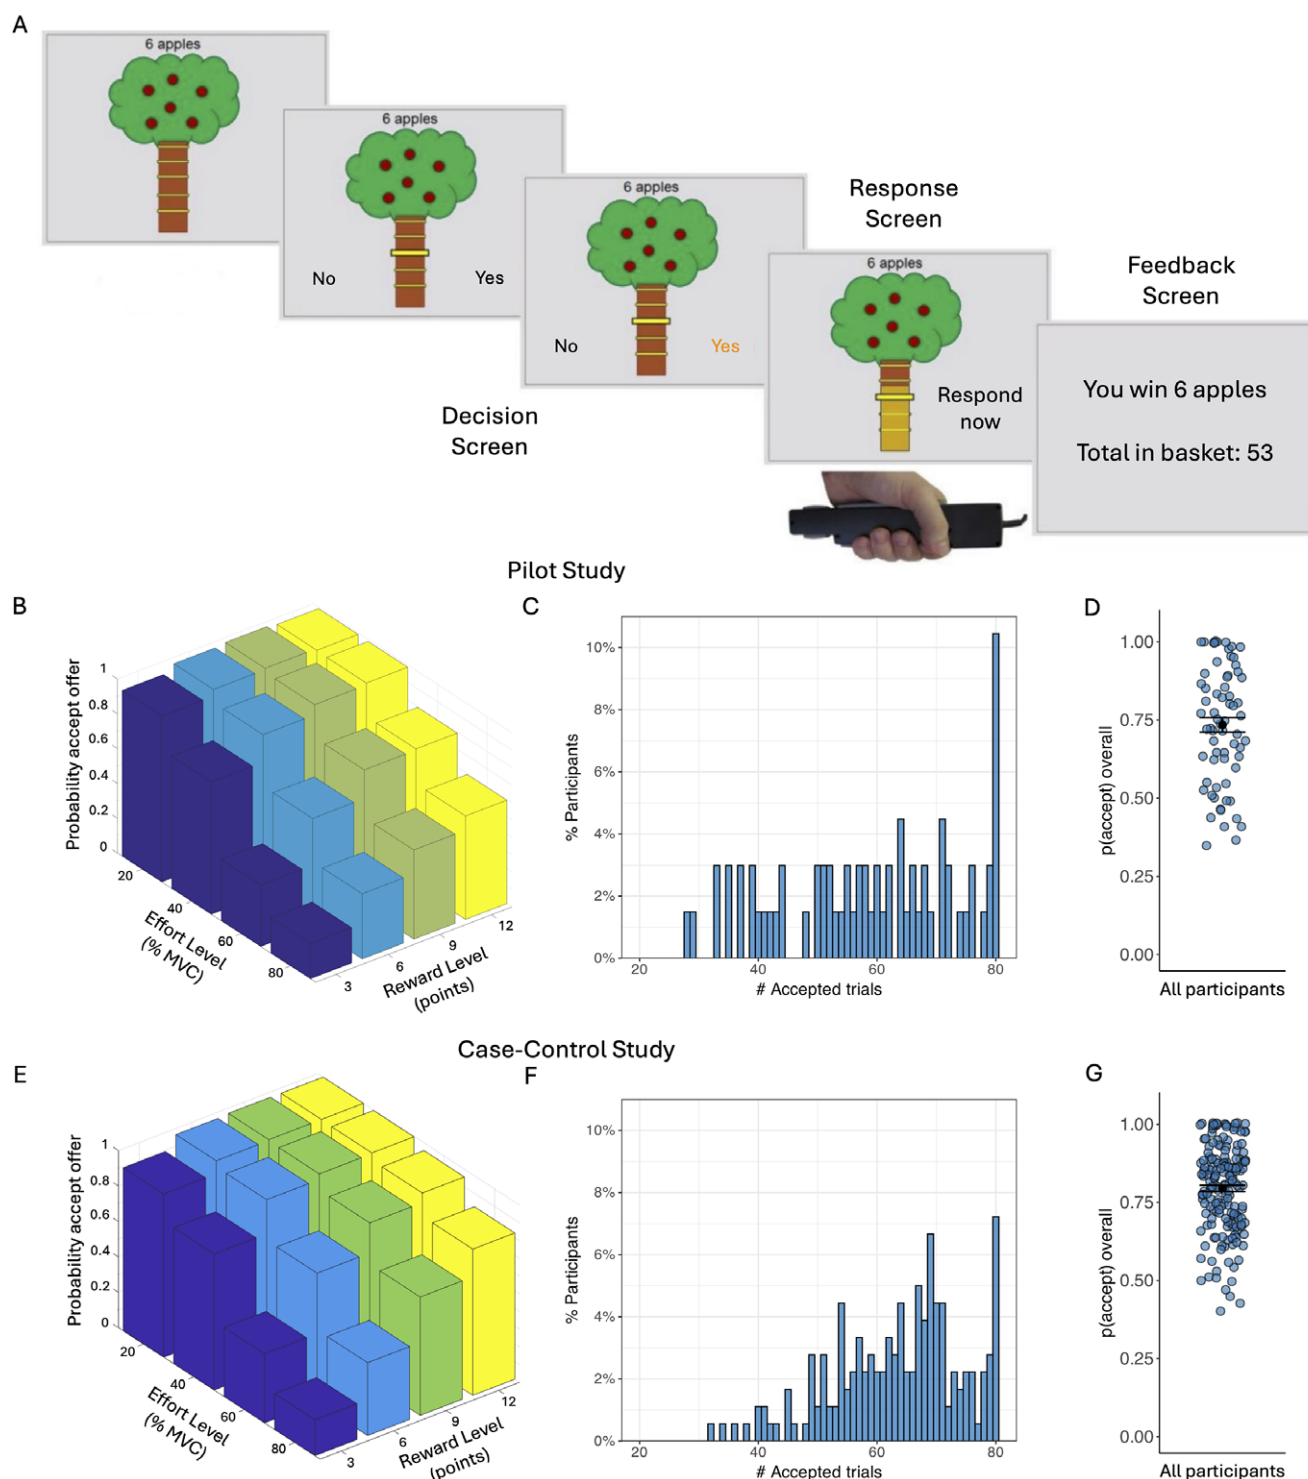 A
6 apples
6 apples
No
Yes
6 apples
No
Yes
Decision
Screen
Response
Screen
6 apples
Respond
now
Feedback
Screen
You win 6 apples
Total in basket: 53
Pilot Study
B
Probability accept offer
1
0.8
0.6
0.4
0.2
0
20
40
60
80
Effort Level
(% MVC)
3
6
9
12
Reward Level
(points)
C
% Participants
10%
8%
6%
4%
2%
0%
20
40
60
80
# Accepted trials
D
p(accept) overall
1.00
0.75
0.50
0.25
0.00
All participants
Case-Control Study
E
Probability accept offer
1
0.8
0.6
0.4
0.2
0
20
40
60
80
Effort Level
(% MVC)
3
6
9
12
Reward Level
(points)
F
% Participants
10%
8%
6%
4%
2%
0%
20
40
60
80
# Accepted trials
G
p(accept) overall
1.00
0.75
0.50
0.25
0.00
All participants